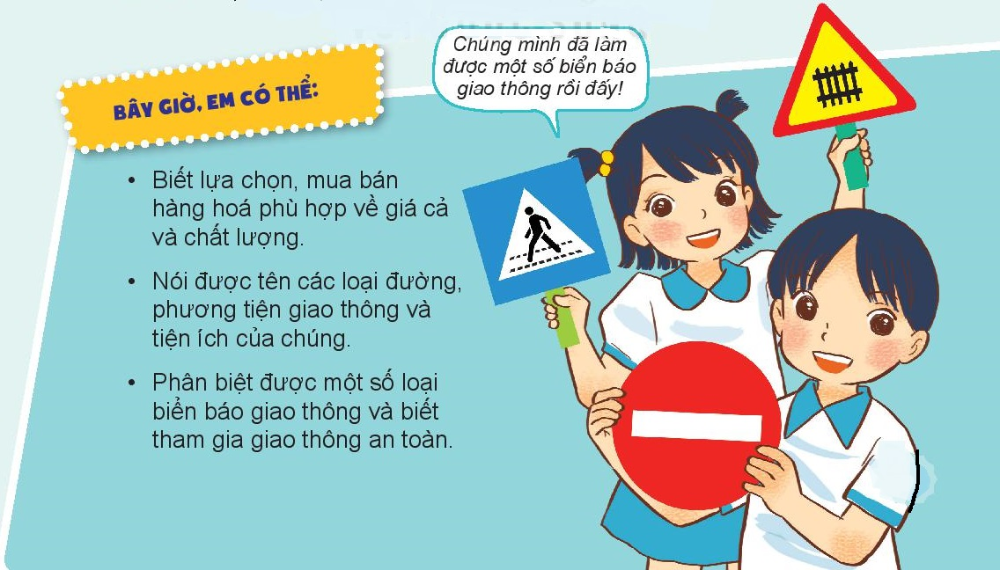 Chúng mình đã làm
được một số biển báo
giao thông rồi đấy!
BÂY GIỜ, EM CÓ THỂ:
• Biết lựa chọn, mua bán
hàng hoá phù hợp về giá cả
và chất lượng.
• Nói được tên các loại đường,
phương tiện giao thông và
tiện ích của chúng.
• Phân biệt được một số loại
biển báo giao thông và biết
tham gia giao thông an toàn.